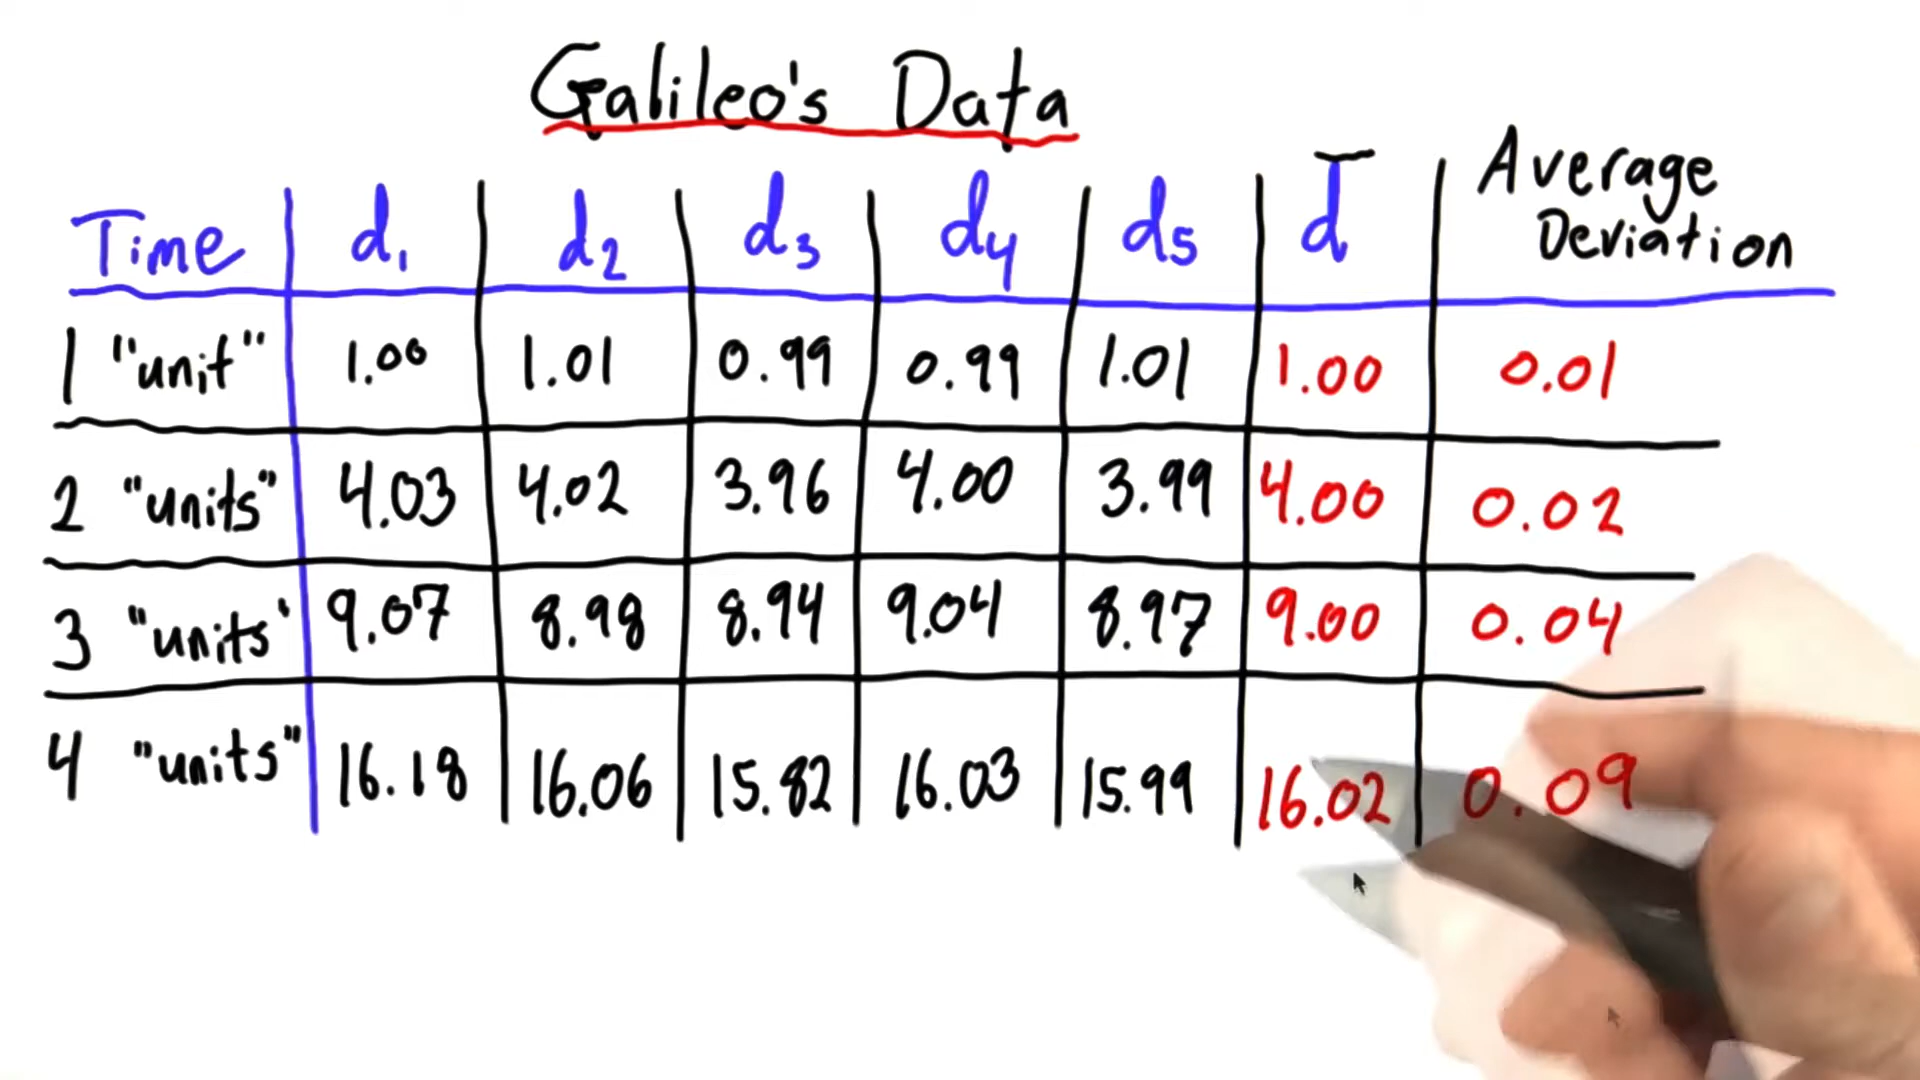 Galileo's Data
Time d1 d2 d3 d4 d5 d̅ Average Deviation
1 "unit" 1.00 1.01 0.99 0.99 1.01 1.00 0.01
2 "units" 4.03 4.02 3.96 4.00 3.99 4.00 0.02
3 "units' 9.07 8.98 8.94 9.04 8.97 9.00 0.04
4 "units" 16.18 16.06 15.82 16.03 15.99 16.02 0.09